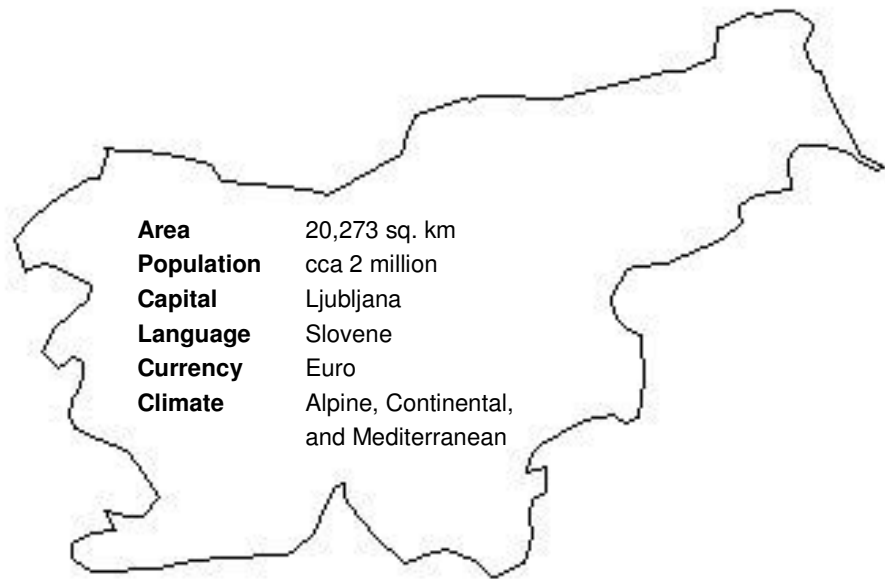 Area 20,273 sq. km
Population cca 2 million
Capital Ljubljana
Language Slovene
Currency Euro
Climate Alpine, Continental,
and Mediterranean